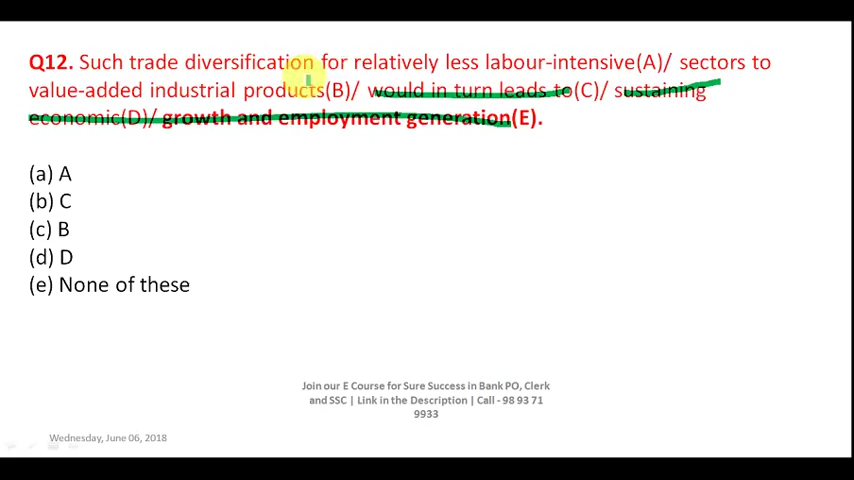 Q12. Such trade diversification for relatively less labour-intensive(A)/ sectors to
value-added industrial products(B)/ would in turn leads to(C)/ sustaining
economic(D)/ growth and employment generation(E).
(a) A
(b) C
(c) B
(d) D
(e) None of these
Join our E Course for Sure Success in Bank PO, Clerk
and SSC | Link in the Description | Call - 98 93 71
9933
Wednesday, June 06, 2018